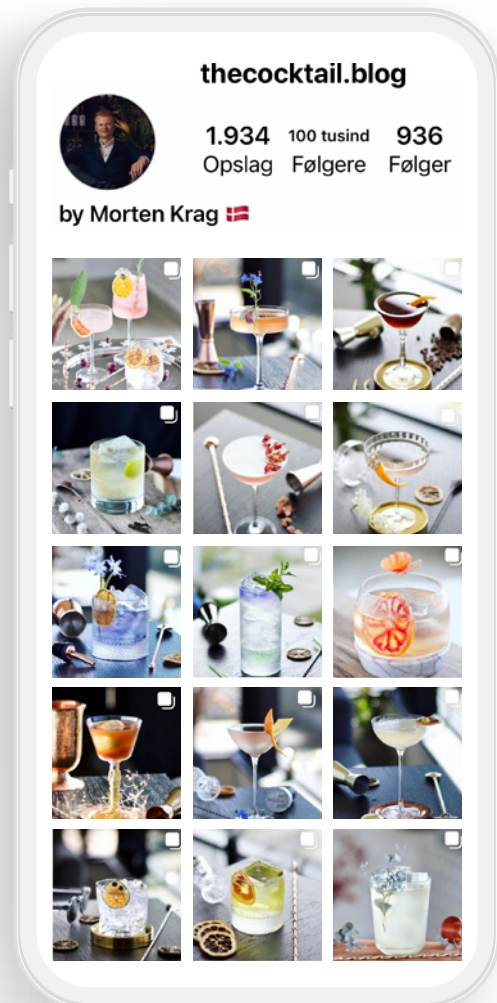 thecocktail.blog
1.934 100 tusind 936
Opslag Følgere Følger
by Morten Krag 🇩🇰